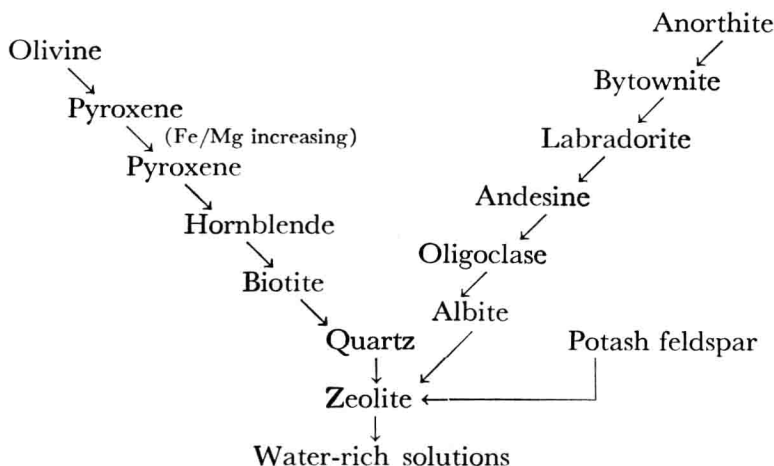 Anorthite
Olivine
Bytownite
Pyroxene
(Fe/Mg increasing)
Labradorite
Pyroxene
Andesine
Hornblende
Oligoclase
Biotite
Albite
Quartz
Potash feldspar
Zeolite
Water-rich solutions